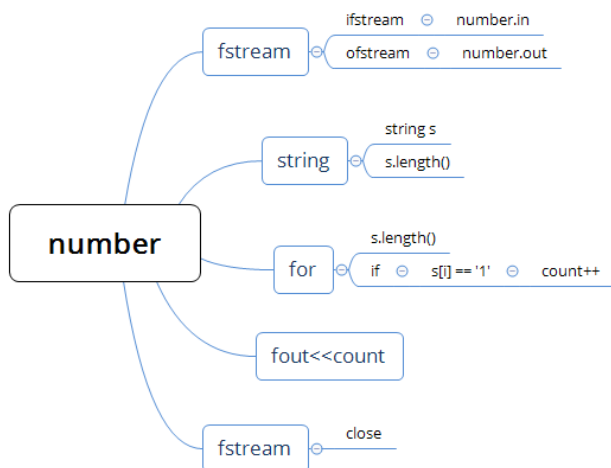 number
fstream
ifstream number.in
ofstream number.out
string
string s
s.length()
for
s.length()
if s[i] == '1' count++
fout<<count
fstream
close